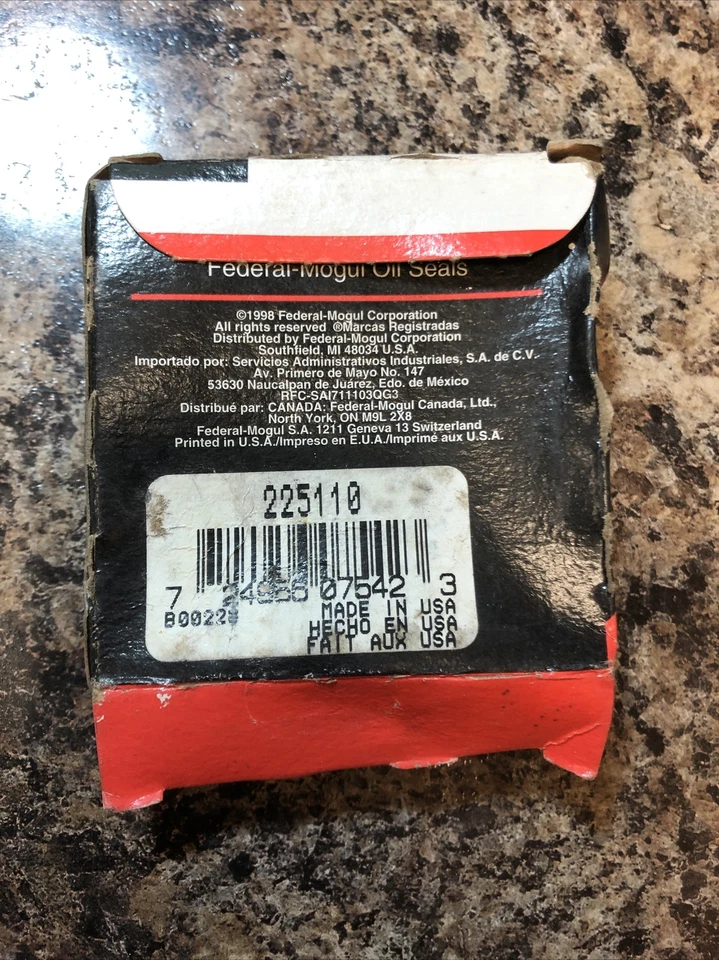 Federal-Mogul Oil Seals
©1998 Federal-Mogul Corporation
All rights reserved ®Marcas Registradas
Distributed by Federal-Mogul Corporation
Southfield, MI 48034 U.S.A.
Importado por: Servicios Administrativos Industriales, S.A. de C.V.
Av. Primero de Mayo No. 147
53630 Naucalpan de Juárez, Edo. de México
RFC-SAI711103QG3
Distribué par: CANADA: Federal-Mogul Canada, Ltd.,
North York, ON M9L 2X8
Federal-Mogul S.A. 1211 Geneva 13 Switzerland
Printed in U.S.A./Impreso en E.U.A./Imprimé aux U.S.A.
225110
7 07542 3
MADE IN USA
HECHO EN USA
FAIT AUX USA